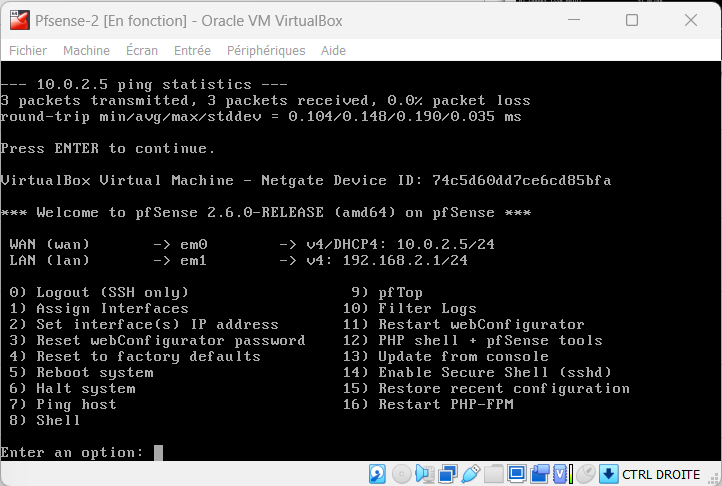 Pfsense-2 [En fonction] - Oracle VM VirtualBox
Fichier Machine Écran Entrée Périphériques Aide
--- 10.0.2.5 ping statistics ---
3 packets transmitted, 3 packets received, 0.0% packet loss
round-trip min/avg/max/stddev = 0.104/0.148/0.190/0.035 ms
Press ENTER to continue.
VirtualBox Virtual Machine - Netgate Device ID: 74c5d60dd7ce6cd85bfa
*** Welcome to pfSense 2.6.0-RELEASE (amd64) on pfSense ***
WAN (wan) -> em0 -> v4/DHCP4: 10.0.2.5/24
LAN (lan) -> em1 -> v4: 192.168.2.1/24
0) Logout (SSH only) 9) pfTop
1) Assign Interfaces 10) Filter Logs
2) Set interface(s) IP address 11) Restart webConfigurator
3) Reset webConfigurator password 12) PHP shell + pfSense tools
4) Reset to factory defaults 13) Update from console
5) Reboot system 14) Enable Secure Shell (sshd)
6) Halt system 15) Restore recent configuration
7) Ping host 16) Restart PHP-FPM
8) Shell
Enter an option:
CTRL DROITE